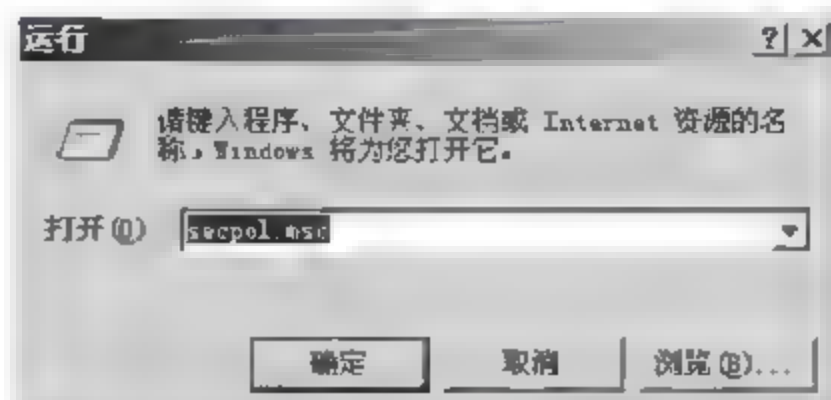 运行
? ×
请键入程序、文件夹、文档或 Internet 资源的名
称，Windows 将为您打开它。
打开(O) secpol.msc
确定 取消 浏览(B)...